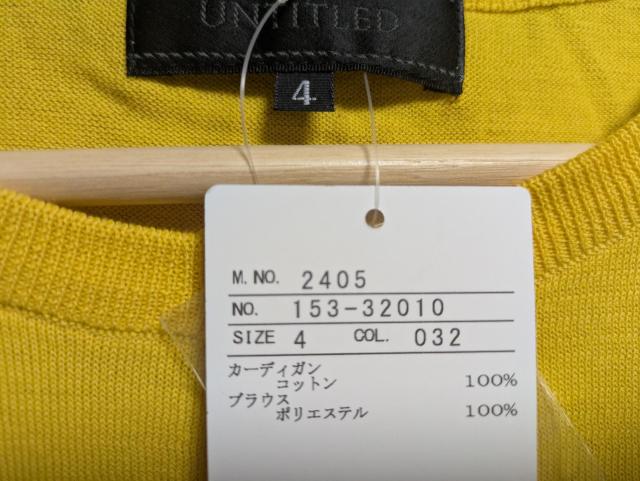 UNTITLED
4
M.NO. 2405
NO. 153-32010
SIZE 4 COL. 032
カーディガン
コットン 100%
ブラウス
ポリエステル 100%